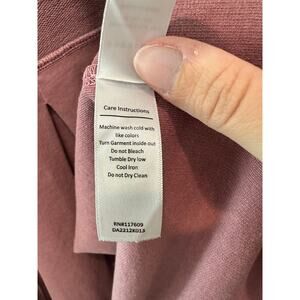 Care Instructions
Machine wash cold with
like colors
Turn Garment inside out
Do not Bleach
Tumble Dry low
Cool Iron
Do not Dry Clean
RN#117609
DA2212KD13